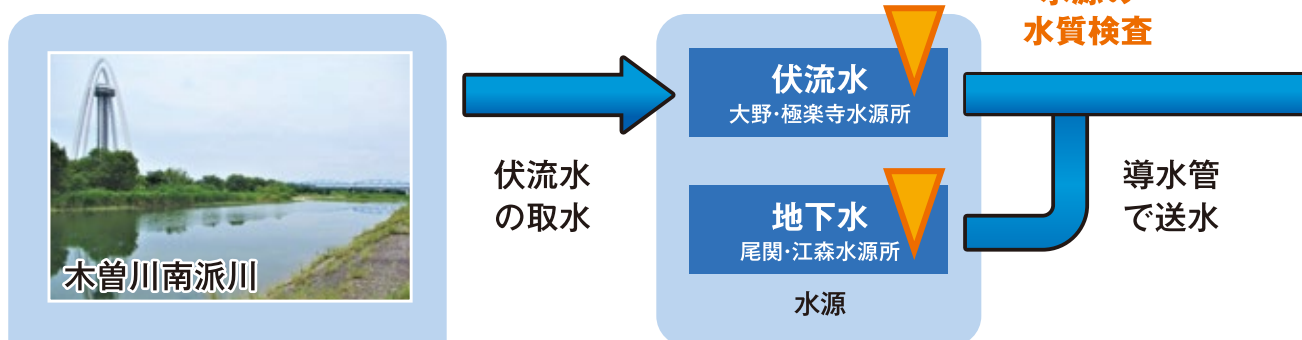 水質検査
伏流水
大野・極楽寺水源所
伏流水
の取水
導水管
で送水
地下水
尾関・江森水源所
木曽川南派川
水源